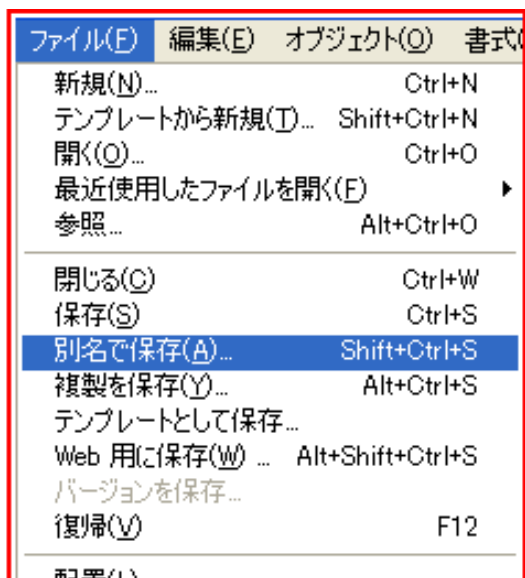 ファイル(F) 編集(E) オブジェクト(O) 書式(
新規(N)... Ctrl+N
テンプレートから新規(T)... Shift+Ctrl+N
開く(O)... Ctrl+O
最近使用したファイルを開く(F)
参照... Alt+Ctrl+O
閉じる(C) Ctrl+W
保存(S) Ctrl+S
別名で保存(A)... Shift+Ctrl+S
複製を保存(Y)... Alt+Ctrl+S
テンプレートとして保存...
Web 用に保存(W) ... Alt+Shift+Ctrl+S
バージョンを保存...
復帰(V) F12